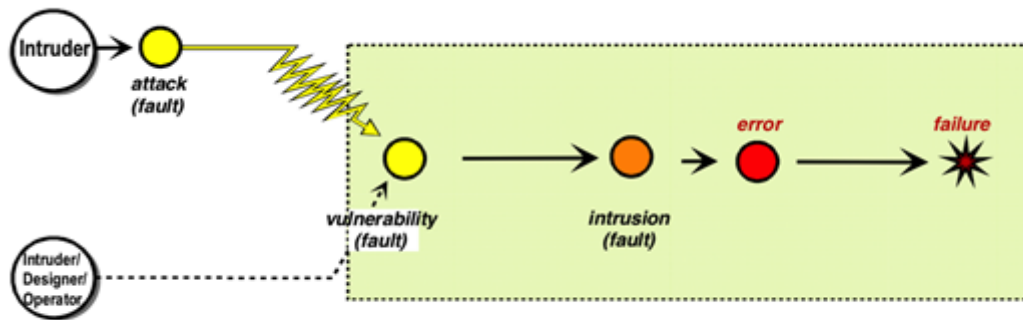 Intruder
attack
(fault)
error
failure
vulnerability
(fault)
intrusion
(fault)
Intruder/
Designer/
Operator